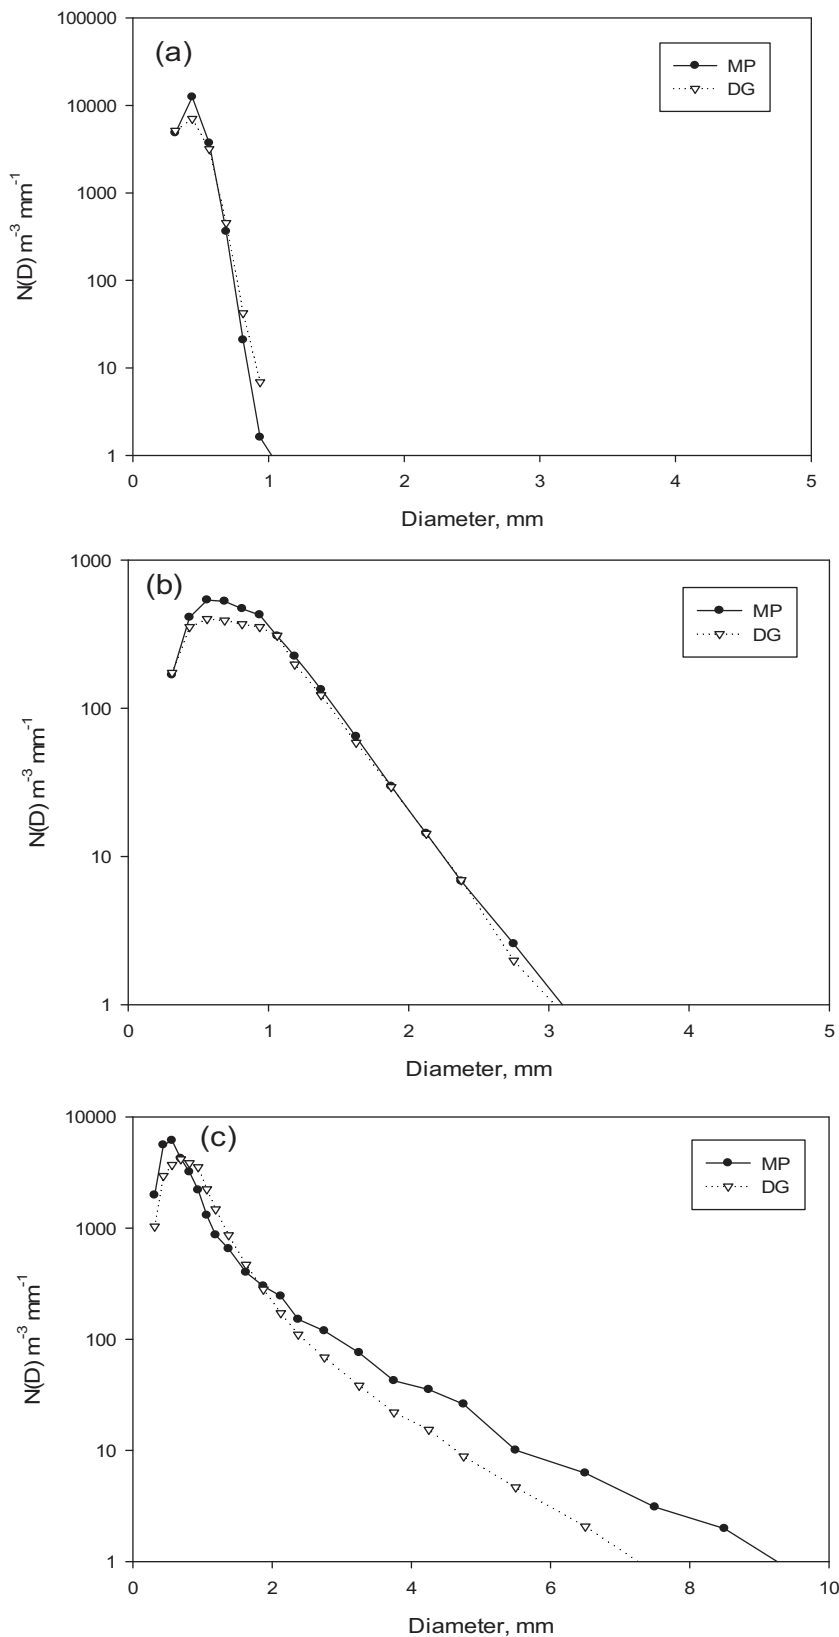 100000
(a)
MP
DG
10000
1000
100
10
1
N(D) m⁻³ mm⁻¹
0 1 2 3 4 5
Diameter, mm
1000
(b)
MP
DG
100
10
1
N(D) m⁻³ mm⁻¹
0 1 2 3 4 5
Diameter, mm
10000
(c)
MP
DG
1000
100
10
1
N(D) m⁻³ mm⁻¹
0 2 4 6 8 10
Diameter, mm